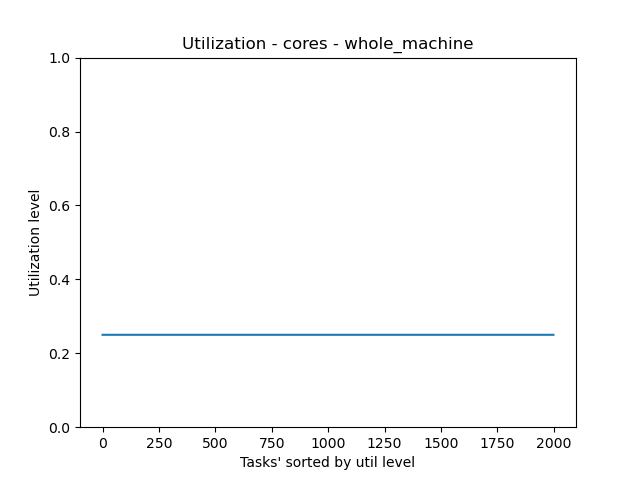 Utilization - cores - whole_machine
1.0
0.8
0.6
0.4
0.2
0.0
Utilization level
0 250 500 750 1000 1250 1500 1750 2000
Tasks' sorted by util level